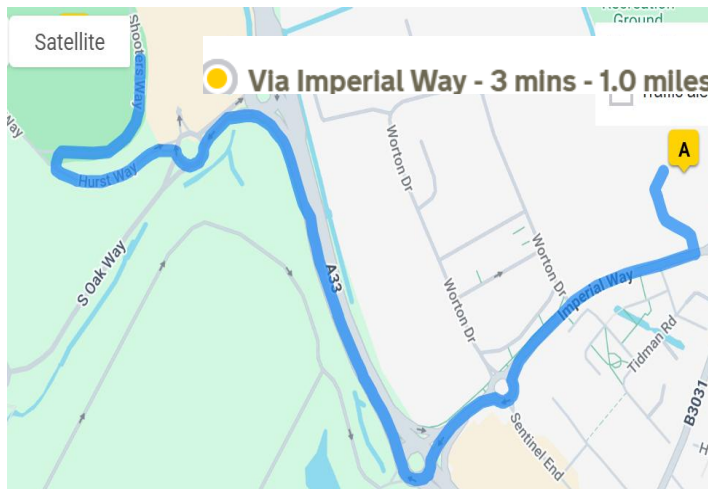 Recreation
Ground
Satellite
Shooters Way
Via Imperial Way - 3 mins - 1.0 miles
Way
Hurst Way
S Oak Way
A33
Worton Dr
Worton Dr
Worton Dr
A
Imperial Way
Tidman Rd
B3031
Sentinel End